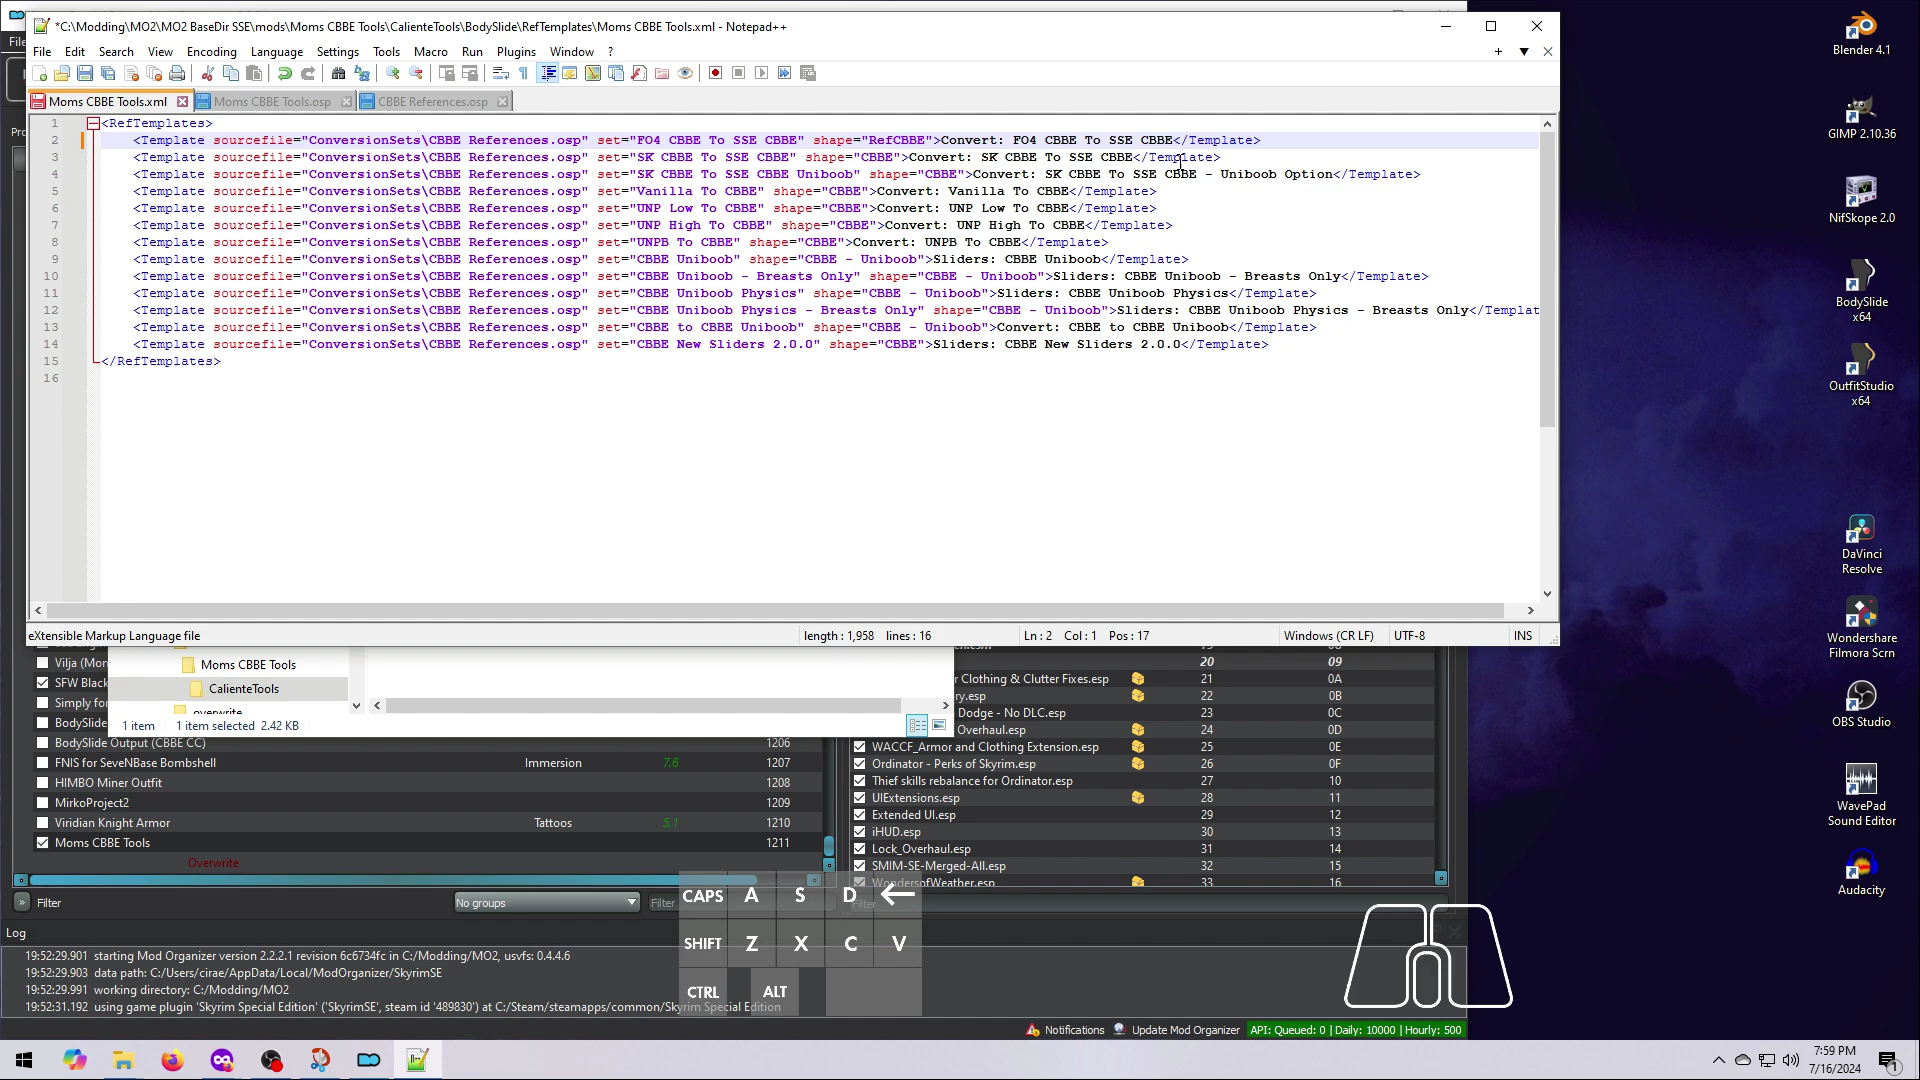 *C:\Modding\MO2\MO2 BaseDir SSE\mods\Moms CBBE Tools\CalienteTools\BodySlide\RefTemplates\Moms CBBE Tools.xml - Notepad++
File Edit Search View Encoding Language Settings Tools Macro Run Plugins Window ?
Moms CBBE Tools.xml Moms CBBE Tools.osp CBBE References.osp
1 <RefTemplates>
2 <Template sourcefile="ConversionSets\CBBE References.osp" set="FO4 CBBE To SSE CBBE" shape="RefCBBE">Convert: FO4 CBBE To SSE CBBE</Template>
3 <Template sourcefile="ConversionSets\CBBE References.osp" set="SK CBBE To SSE CBBE" shape="CBBE">Convert: SK CBBE To SSE CBBE</Template>
4 <Template sourcefile="ConversionSets\CBBE References.osp" set="SK CBBE To SSE CBBE Uniboob" shape="CBBE">Convert: SK CBBE To SSE CBBE - Uniboob Option</Template>
5 <Template sourcefile="ConversionSets\CBBE References.osp" set="Vanilla To CBBE" shape="CBBE">Convert: Vanilla To CBBE</Template>
6 <Template sourcefile="ConversionSets\CBBE References.osp" set="UNP Low To CBBE" shape="CBBE">Convert: UNP Low To CBBE</Template>
7 <Template sourcefile="ConversionSets\CBBE References.osp" set="UNP High To CBBE" shape="CBBE">Convert: UNP High To CBBE</Template>
8 <Template sourcefile="ConversionSets\CBBE References.osp" set="UNPB To CBBE" shape="CBBE">Convert: UNPB To CBBE</Template>
9 <Template sourcefile="ConversionSets\CBBE References.osp" set="CBBE Uniboob" shape="CBBE - Uniboob">Sliders: CBBE Uniboob</Template>
10 <Template sourcefile="ConversionSets\CBBE References.osp" set="CBBE Uniboob - Breasts Only" shape="CBBE - Uniboob">Sliders: CBBE Uniboob - Breasts Only</Template>
11 <Template sourcefile="ConversionSets\CBBE References.osp" set="CBBE Uniboob Physics" shape="CBBE - Uniboob">Sliders: CBBE Uniboob Physics</Template>
12 <Template sourcefile="ConversionSets\CBBE References.osp" set="CBBE Uniboob Physics - Breasts Only" shape="CBBE - Uniboob">Sliders: CBBE Uniboob Physics - Breasts Only</Templat
13 <Template sourcefile="ConversionSets\CBBE References.osp" set="CBBE to CBBE Uniboob" shape="CBBE - Uniboob">Convert: CBBE to CBBE Uniboob</Template>
14 <Template sourcefile="ConversionSets\CBBE References.osp" set="CBBE New Sliders 2.0.0" shape="CBBE">Sliders: CBBE New Sliders 2.0.0</Template>
15 </RefTemplates>
16
eXtensible Markup Language file length : 1,958 lines : 16 Ln : 2 Col : 1 Pos : 17 Windows (CR LF) UTF-8 INS
Vilja (Mon
SFW Black
Simply for
BodySlide
BodySlide Output (CBBE CC) 1206
FNIS for SeveNBase Bombshell Immersion 7.6 1207
HIMBO Miner Outfit 1208
MirkoProject2 1209
Viridian Knight Armor Tattoos 5.1 1210
Moms CBBE Tools 1211
Overwrite
Moms CBBE Tools
CalienteTools
overwrite
1 item 1 item selected 2.42 KB
20 09
r Clothing & Clutter Fixes.esp 21 0A
ry.esp 22 0B
Dodge - No DLC.esp 23 0C
Overhaul.esp 24 0D
WACCF_Armor and Clothing Extension.esp 25 0E
Ordinator - Perks of Skyrim.esp 26 0F
Thief skills rebalance for Ordinator.esp 27 10
UIExtensions.esp 28 11
Extended UI.esp 29 12
iHUD.esp 30 13
Lock_Overhaul.esp 31 14
SMIM-SE-Merged-All.esp 32 15
WondersofWeather.esp 33 16
Filter No groups Filter Filter
CAPS A S D ←
SHIFT Z X C V
CTRL ALT
Log
19:52:29.901 starting Mod Organizer version 2.2.2.1 revision 6c6734fc in C:/Modding/MO2, usvfs: 0.4.4.6
19:52:29.903 data path: C:/Users/cirae/AppData/Local/ModOrganizer/SkyrimSE
19:52:29.991 working directory: C:/Modding/MO2
19:52:31.192 using game plugin 'Skyrim Special Edition' ('SkyrimSE', steam id '489830') at C:/Steam/steamapps/common/Skyrim Special Edition
Notifications Update Mod Organizer API: Queued: 0 | Daily: 10000 | Hourly: 500
Blender 4.1
GIMP 2.10.36
NifSkope 2.0
BodySlide x64
OutfitStudio x64
DaVinci Resolve
Wondershare Filmora Scrn
OBS Studio
WavePad Sound Editor
Audacity
7:59 PM
7/16/2024
1